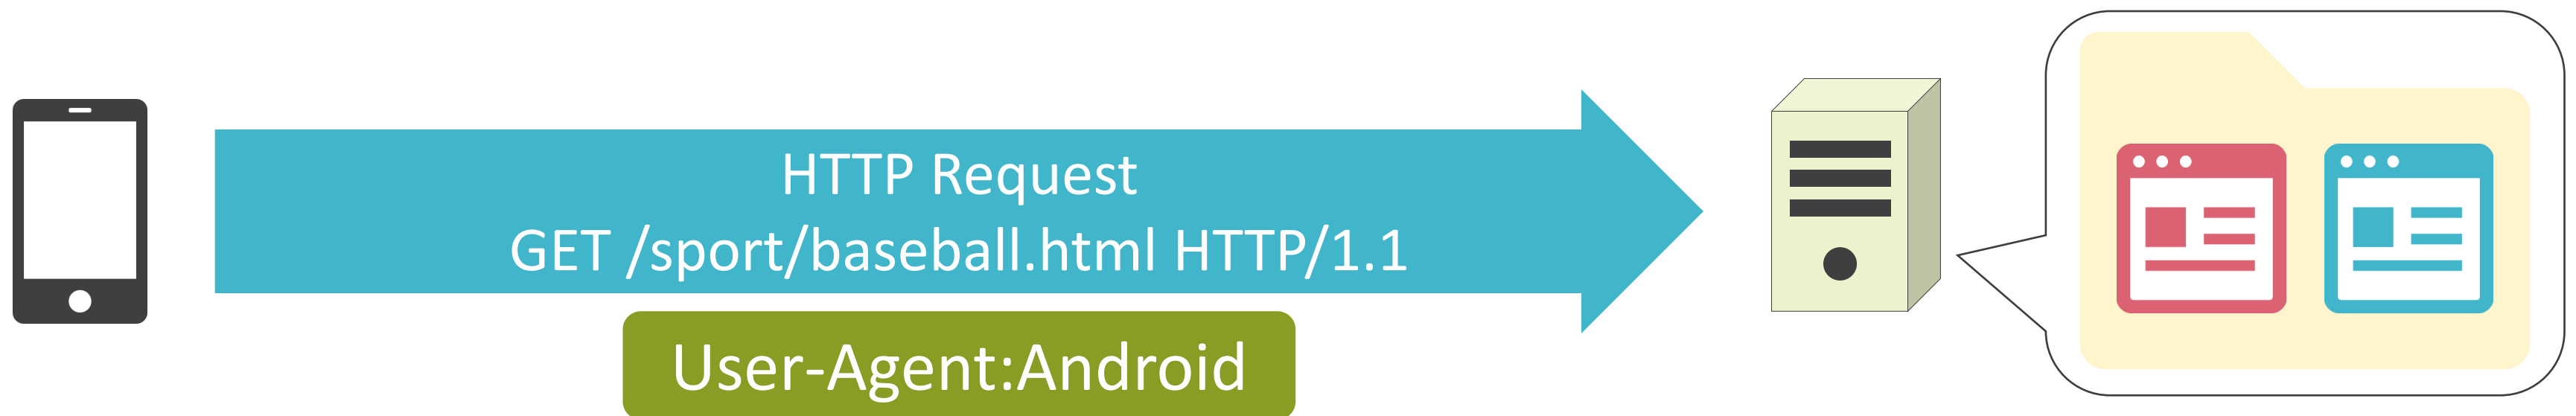 HTTP Request
GET /sport/baseball.html HTTP/1.1
User-Agent:Android